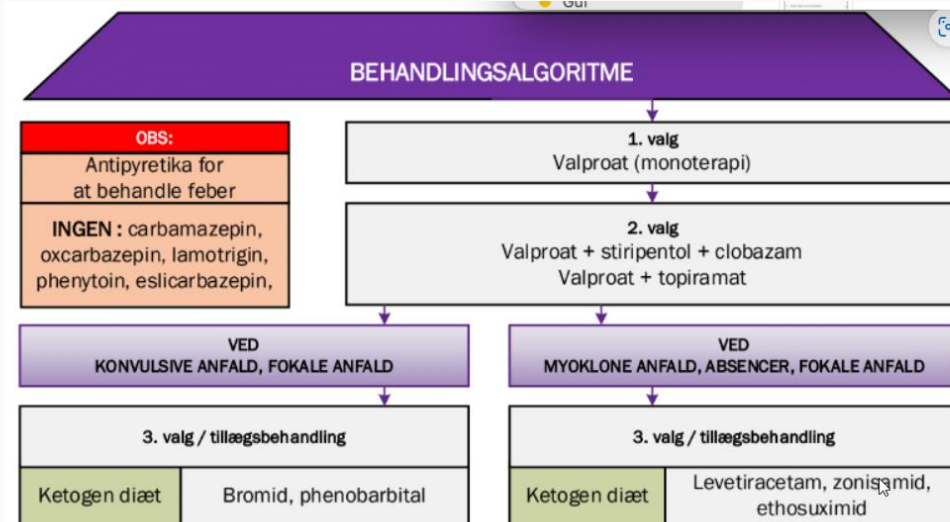 Gul
BEHANDLINGSALGORITME
OBS:
Antipyretika for
at behandle feber
INGEN : carbamazepin,
oxcarbazepin, lamotrigin,
phenytoin, eslicarbazepin,
1. valg
Valproat (monoterapi)
2. valg
Valproat + stiripentol + clobazam
Valproat + topiramat
VED
KONVULSIVE ANFALD, FOKALE ANFALD
VED
MYOKLONE ANFALD, ABSENCER, FOKALE ANFALD
3. valg / tillægsbehandling
Ketogen diæt
Bromid, phenobarbital
3. valg / tillægsbehandling
Ketogen diæt
Levetiracetam, zonisamid,
ethosuximid